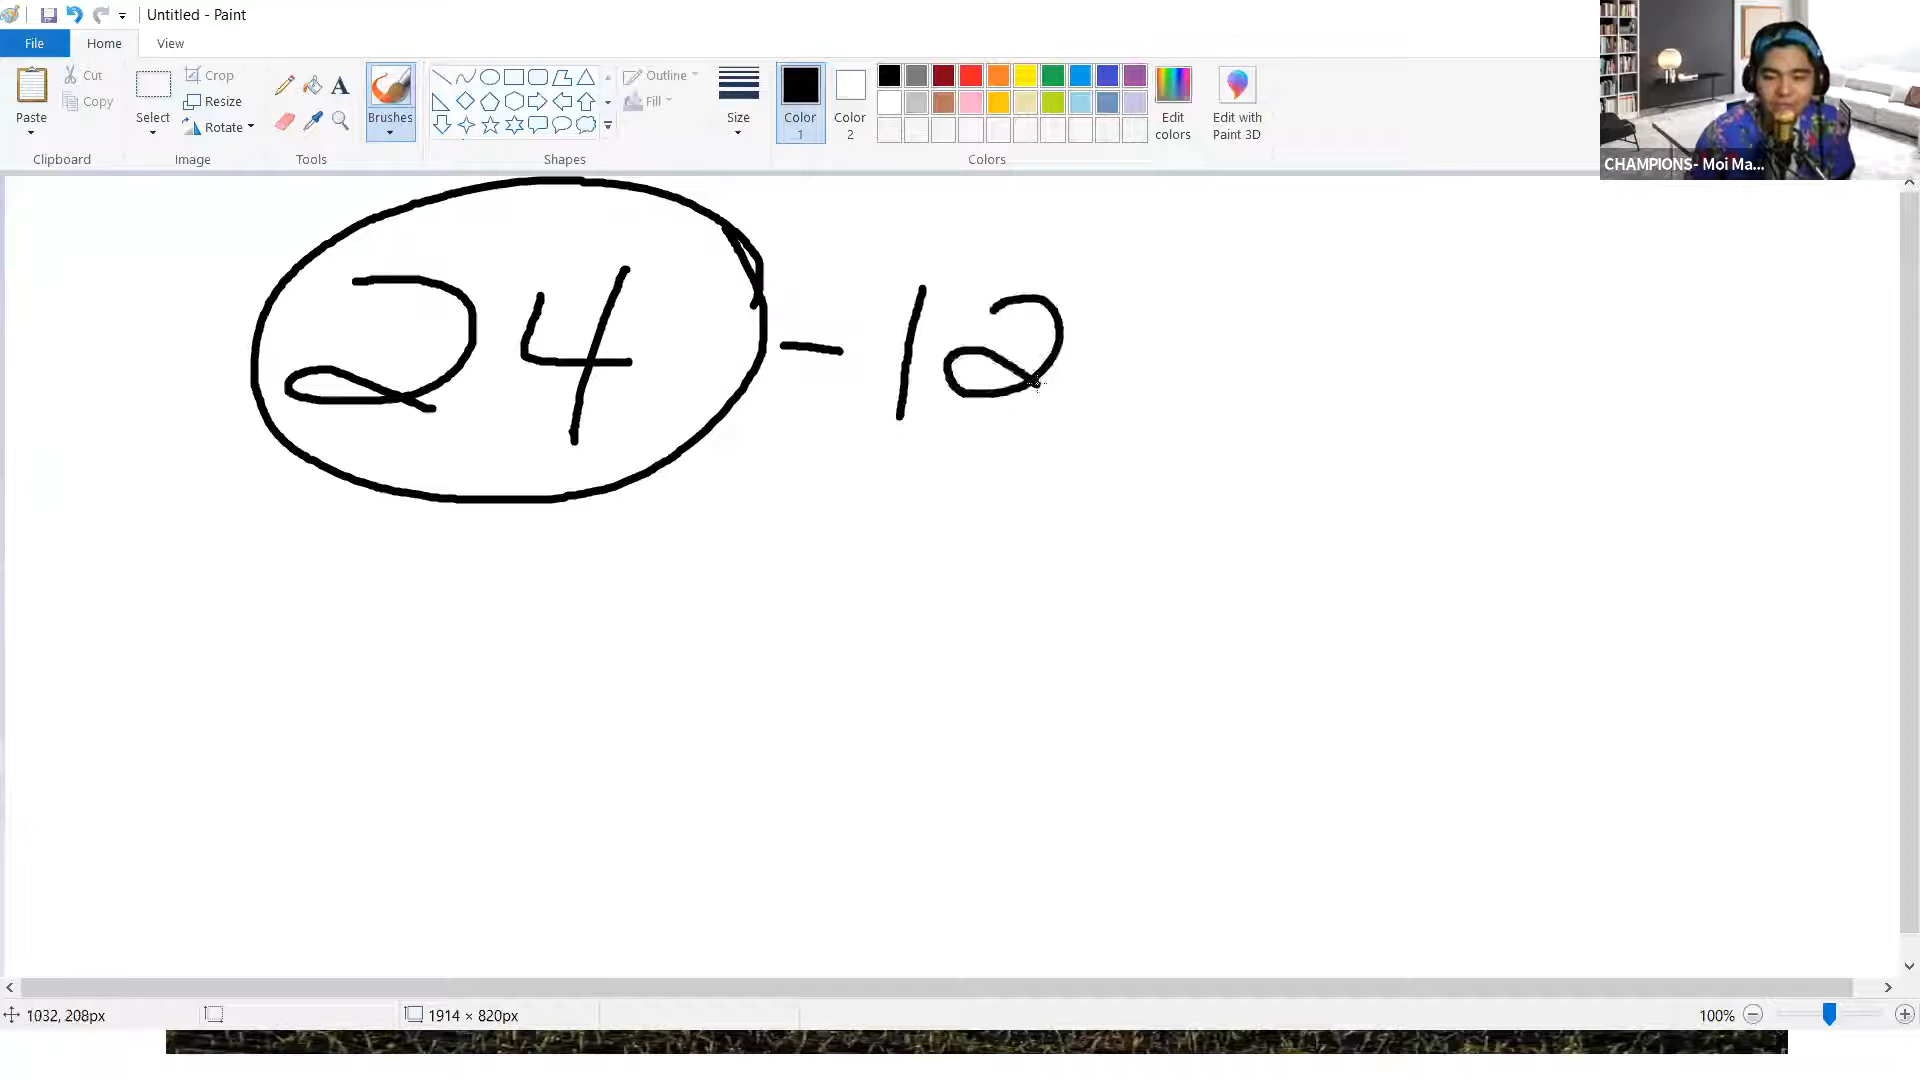 Untitled - Paint
File Home View
Paste Cut Copy Clipboard
Select Crop Resize Rotate Image
Tools
Brushes
Shapes Outline Fill
Size
Color 1 Color 2 Edit colors Edit with Paint 3D
Colors
CHAMPIONS- Moi Ma...
24 - 12
1032, 208px 1914 × 820px 100%